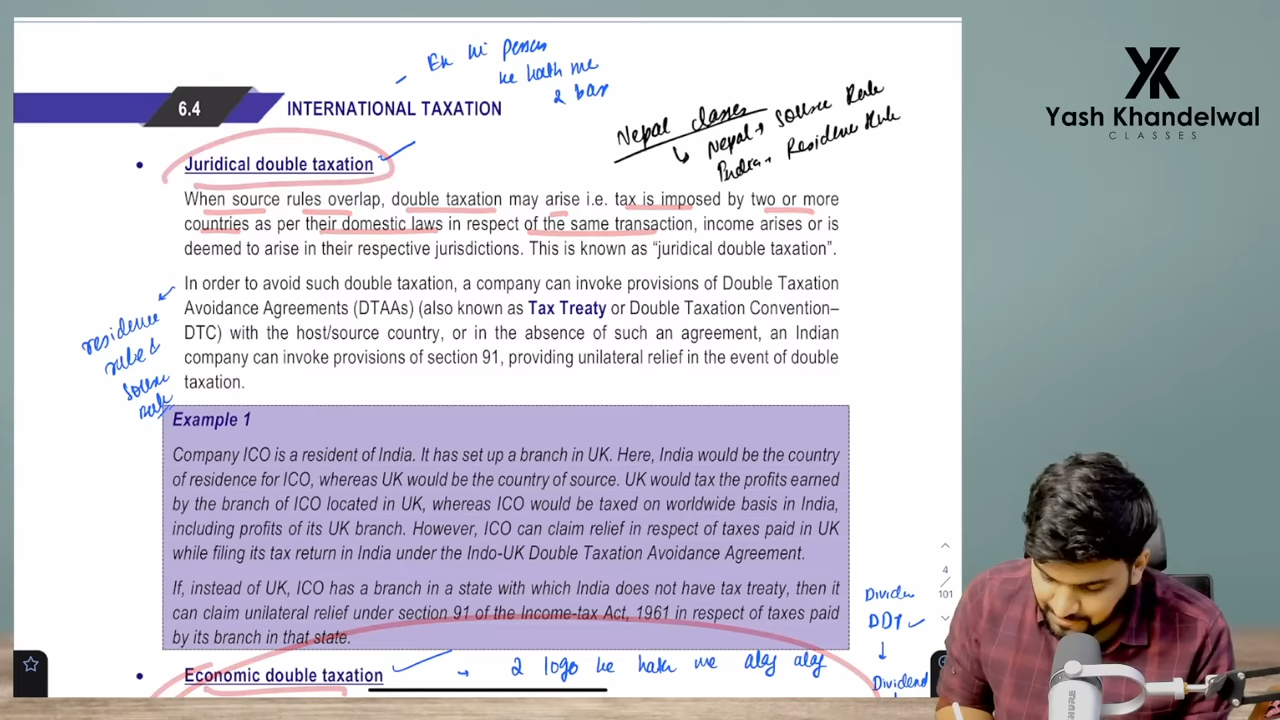 Yash Khandelwal
CLASSES
6.4 INTERNATIONAL TAXATION
Ek hi person
ke hath me
2 bar
Nepal classes
Nepal → Source Rule
India → Residence Rule
• Juridical double taxation
When source rules overlap, double taxation may arise i.e. tax is imposed by two or more
countries as per their domestic laws in respect of the same transaction, income arises or is
deemed to arise in their respective jurisdictions. This is known as “juridical double taxation”.
In order to avoid such double taxation, a company can invoke provisions of Double Taxation
Avoidance Agreements (DTAAs) (also known as Tax Treaty or Double Taxation Convention–
DTC) with the host/source country, or in the absence of such an agreement, an Indian
company can invoke provisions of section 91, providing unilateral relief in the event of double
taxation.
residence
rule &
source
rule
Example 1
Company ICO is a resident of India. It has set up a branch in UK. Here, India would be the country
of residence for ICO, whereas UK would be the country of source. UK would tax the profits earned
by the branch of ICO located in UK, whereas ICO would be taxed on worldwide basis in India,
including profits of its UK branch. However, ICO can claim relief in respect of taxes paid in UK
while filing its tax return in India under the Indo-UK Double Taxation Avoidance Agreement.
If, instead of UK, ICO has a branch in a state with which India does not have tax treaty, then it
can claim unilateral relief under section 91 of the Income-tax Act, 1961 in respect of taxes paid
by its branch in that state.
4
/
101
DDT
↓
Dividend
• Economic double taxation → 2 logo ke hath me alag alag